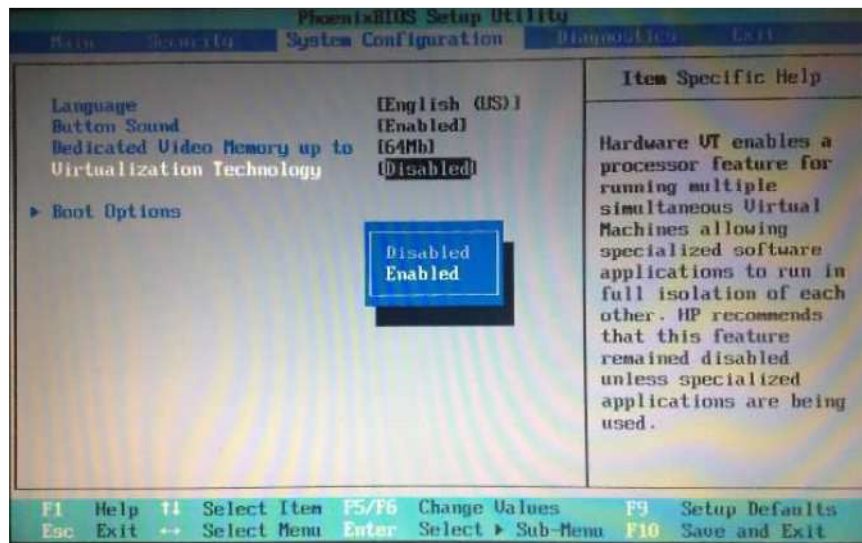 PhoenixBIOS Setup Utility
Main Security System Configuration Diagnostics Exit
Language [English (US)]
Button Sound [Enabled]
Dedicated Video Memory up to [64Mb]
Virtualization Technology [Disabled]
▶ Boot Options
Disabled
Enabled
Item Specific Help
Hardware VT enables a
processor feature for
running multiple
simultaneous Virtual
Machines allowing
specialized software
applications to run in
full isolation of each
other. HP recommends
that this feature
remained disabled
unless specialized
applications are being
used.
F1 Help ↑↓ Select Item F5/F6 Change Values F9 Setup Defaults
Esc Exit ↔ Select Menu Enter Select ▶ Sub-Menu F10 Save and Exit